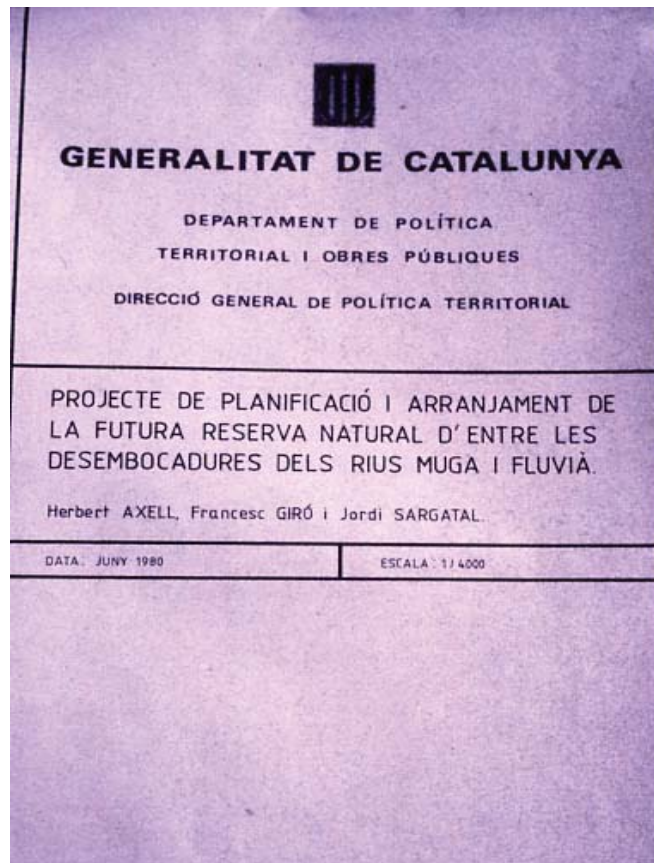 GENERALITAT DE CATALUNYA
DEPARTAMENT DE POLÍTICA
TERRITORIAL I OBRES PÚBLIQUES
DIRECCIÓ GENERAL DE POLÍTICA TERRITORIAL
PROJECTE DE PLANIFICACIÓ I ARRANJAMENT DE
LA FUTURA RESERVA NATURAL D'ENTRE LES
DESEMBOCADURES DELS RIUS MUGA I FLUVIÀ.
Herbert AXELL, Francesc GIRÓ i Jordi SARGATAL.
DATA: JUNY 1980
ESCALA: 1/4000